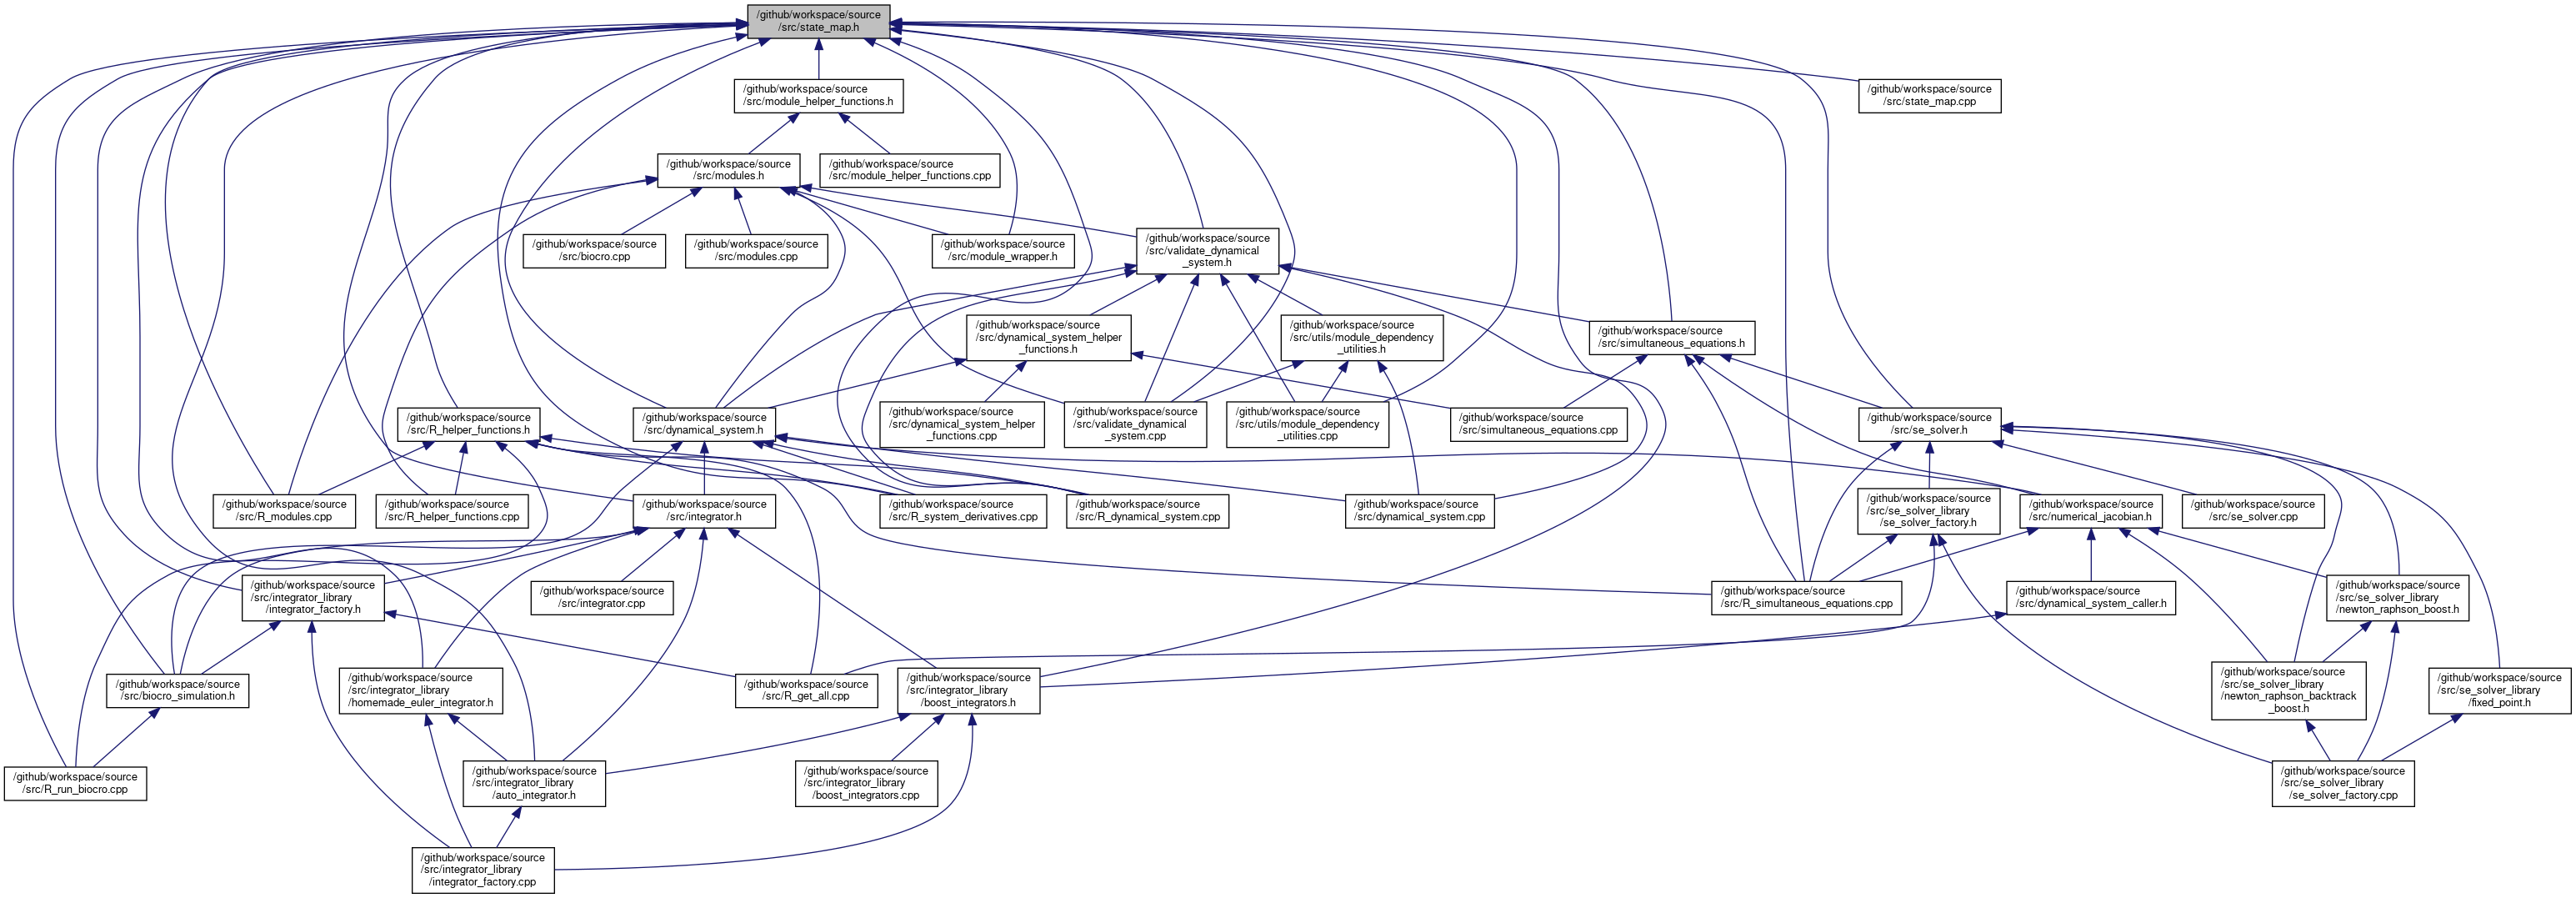 /github/workspace/source
/src/state_map.h
/github/workspace/source
/src/module_helper_functions.h
/github/workspace/source
/src/state_map.cpp
/github/workspace/source
/src/modules.h
/github/workspace/source
/src/module_helper_functions.cpp
/github/workspace/source
/src/biocro.cpp
/github/workspace/source
/src/modules.cpp
/github/workspace/source
/src/module_wrapper.h
/github/workspace/source
/src/validate_dynamical
_system.h
/github/workspace/source
/src/dynamical_system_helper
_functions.h
/github/workspace/source
/src/utils/module_dependency
_utilities.h
/github/workspace/source
/src/simultaneous_equations.h
/github/workspace/source
/src/R_helper_functions.h
/github/workspace/source
/src/dynamical_system.h
/github/workspace/source
/src/dynamical_system_helper
_functions.cpp
/github/workspace/source
/src/validate_dynamical
_system.cpp
/github/workspace/source
/src/utils/module_dependency
_utilities.cpp
/github/workspace/source
/src/simultaneous_equations.cpp
/github/workspace/source
/src/se_solver.h
/github/workspace/source
/src/R_modules.cpp
/github/workspace/source
/src/R_helper_functions.cpp
/github/workspace/source
/src/integrator.h
/github/workspace/source
/src/R_system_derivatives.cpp
/github/workspace/source
/src/R_dynamical_system.cpp
/github/workspace/source
/src/dynamical_system.cpp
/github/workspace/source
/src/se_solver_library
/se_solver_factory.h
/github/workspace/source
/src/numerical_jacobian.h
/github/workspace/source
/src/se_solver.cpp
/github/workspace/source
/src/integrator_library
/integrator_factory.h
/github/workspace/source
/src/integrator.cpp
/github/workspace/source
/src/R_simultaneous_equations.cpp
/github/workspace/source
/src/dynamical_system_caller.h
/github/workspace/source
/src/se_solver_library
/newton_raphson_boost.h
/github/workspace/source
/src/biocro_simulation.h
/github/workspace/source
/src/integrator_library
/homemade_euler_integrator.h
/github/workspace/source
/src/R_get_all.cpp
/github/workspace/source
/src/integrator_library
/boost_integrators.h
/github/workspace/source
/src/se_solver_library
/newton_raphson_backtrack
_boost.h
/github/workspace/source
/src/se_solver_library
/fixed_point.h
/github/workspace/source
/src/R_run_biocro.cpp
/github/workspace/source
/src/integrator_library
/auto_integrator.h
/github/workspace/source
/src/integrator_library
/boost_integrators.cpp
/github/workspace/source
/src/se_solver_library
/se_solver_factory.cpp
/github/workspace/source
/src/integrator_library
/integrator_factory.cpp